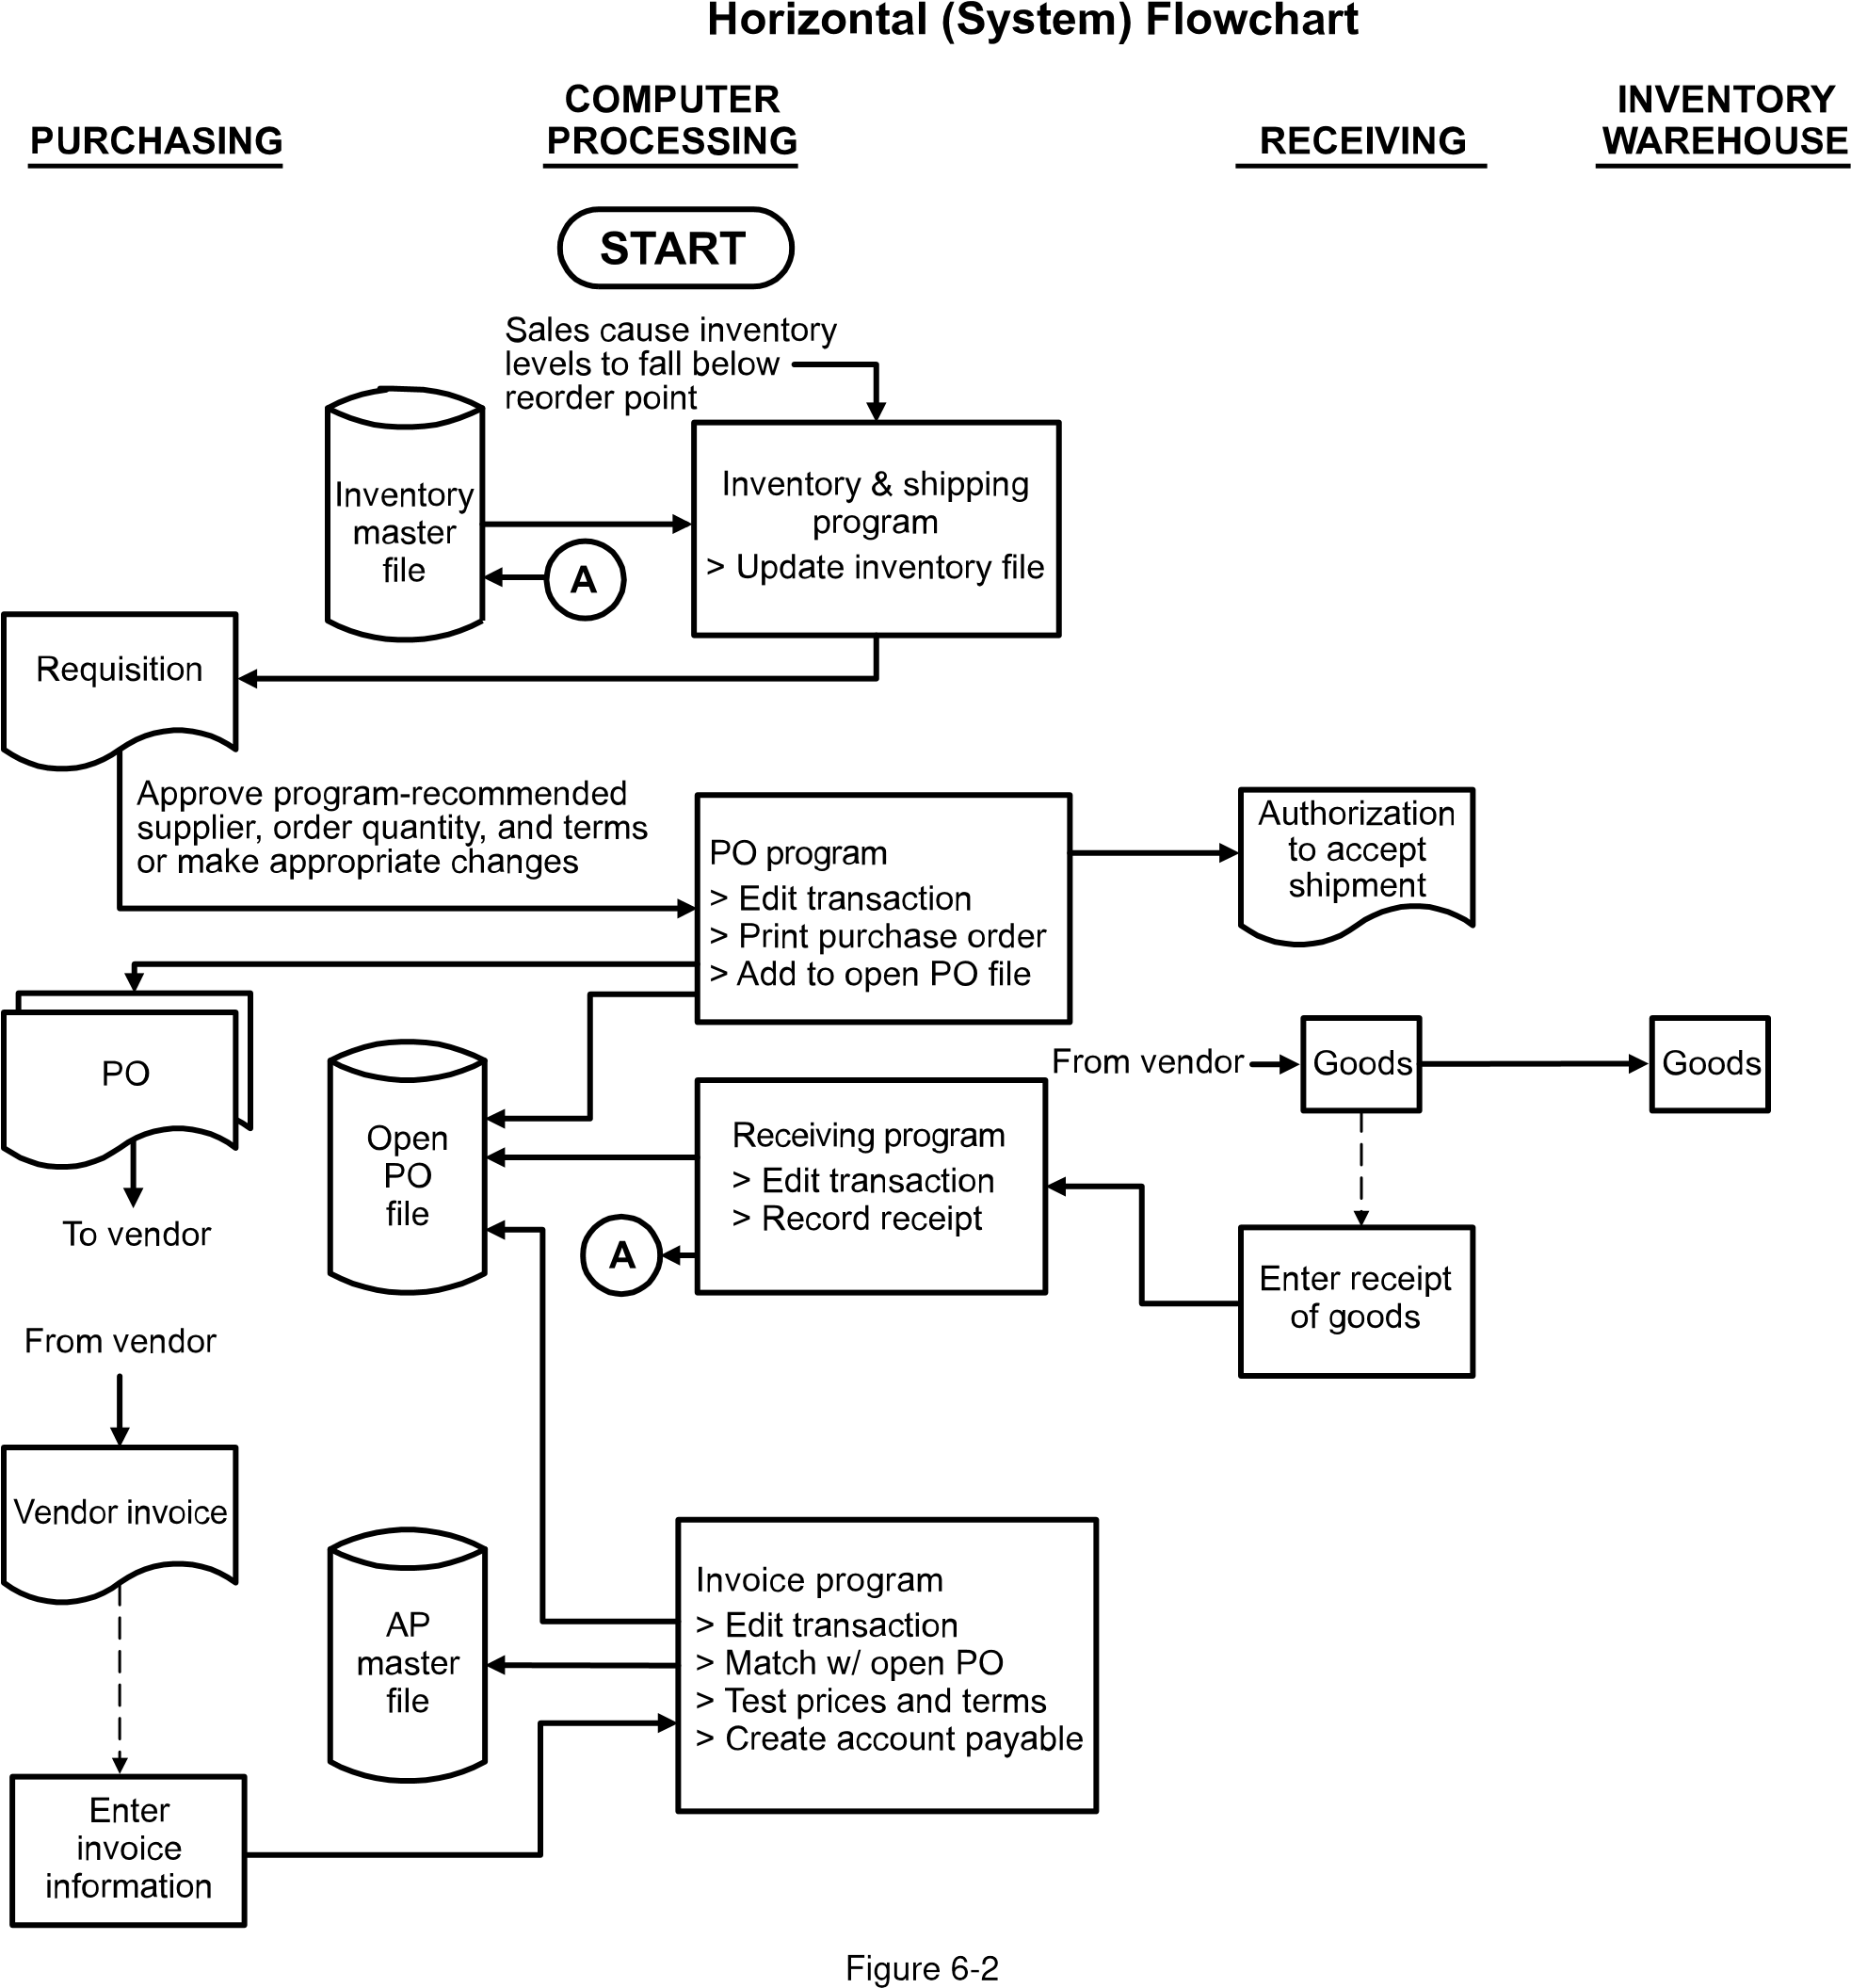 Horizontal (System) Flowchart
PURCHASING
COMPUTER
PROCESSING
RECEIVING
INVENTORY
WAREHOUSE
START
Sales cause inventory
levels to fall below
reorder point
Inventory
master
file
A
Inventory & shipping
program
> Update inventory file
Requisition
Approve program-recommended
supplier, order quantity, and terms
or make appropriate changes
PO program
> Edit transaction
> Print purchase order
> Add to open PO file
Authorization
to accept
shipment
PO
To vendor
Open
PO
file
From vendor
Goods
Goods
Receiving program
> Edit transaction
> Record receipt
A
Enter receipt
of goods
From vendor
Vendor invoice
AP
master
file
Invoice program
> Edit transaction
> Match w/ open PO
> Test prices and terms
> Create account payable
Enter
invoice
information
Figure 6-2